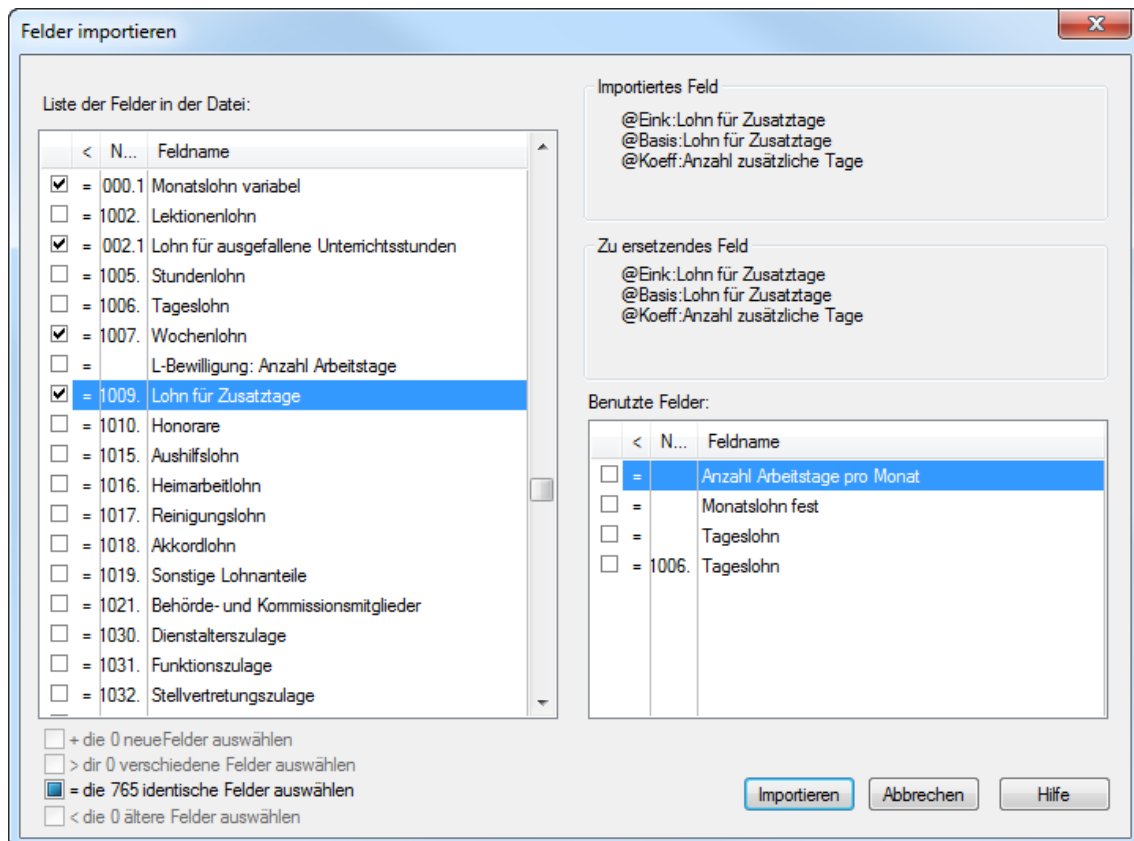 Felder importieren
Liste der Felder in der Datei:
< N... Feldname
= 000.1 Monatslohn variabel
= 1002. Lektionenlohn
= 002.1 Lohn für ausgefallene Unterrichtsstunden
= 1005. Stundenlohn
= 1006. Tageslohn
= 1007. Wochenlohn
= L-Bewilligung: Anzahl Arbeitstage
= 1009. Lohn für Zusatztage
= 1010. Honorare
= 1015. Aushilfslohn
= 1016. Heimarbeitlohn
= 1017. Reinigungslohn
= 1018. Akkordlohn
= 1019. Sonstige Lohnanteile
= 1021. Behörde- und Kommissionsmitglieder
= 1030. Dienstalterszulage
= 1031. Funktionszulage
= 1032. Stellvertretungszulage
+ die 0 neueFelder auswählen
> dir 0 verschiedene Felder auswählen
= die 765 identische Felder auswählen
< die 0 ältere Felder auswählen
Importiertes Feld
@Eink:Lohn für Zusatztage
@Basis:Lohn für Zusatztage
@Koeff:Anzahl zusätzliche Tage
Zu ersetzendes Feld
@Eink:Lohn für Zusatztage
@Basis:Lohn für Zusatztage
@Koeff:Anzahl zusätzliche Tage
Benutzte Felder:
< N... Feldname
= Anzahl Arbeitstage pro Monat
= Monatslohn fest
= Tageslohn
= 1006. Tageslohn
Importieren Abbrechen Hilfe